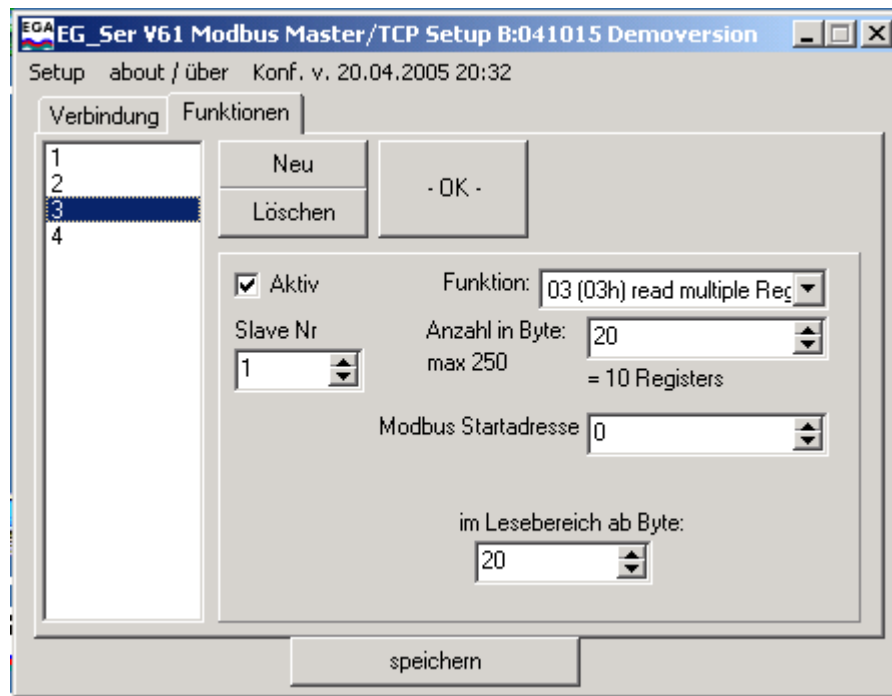 EGA EG_Ser V61 Modbus Master/TCP Setup B:041015 Demoversion
Setup about / über Konf. v. 20.04.2005 20:32
Verbindung Funktionen
1
2
3
4
Neu
Löschen
- OK -
Aktiv
Funktion: 03 (03h) read multiple Reg
Slave Nr
1
Anzahl in Byte: 20
max 250
= 10 Registers
Modbus Startadresse 0
im Lesebereich ab Byte:
20
speichern